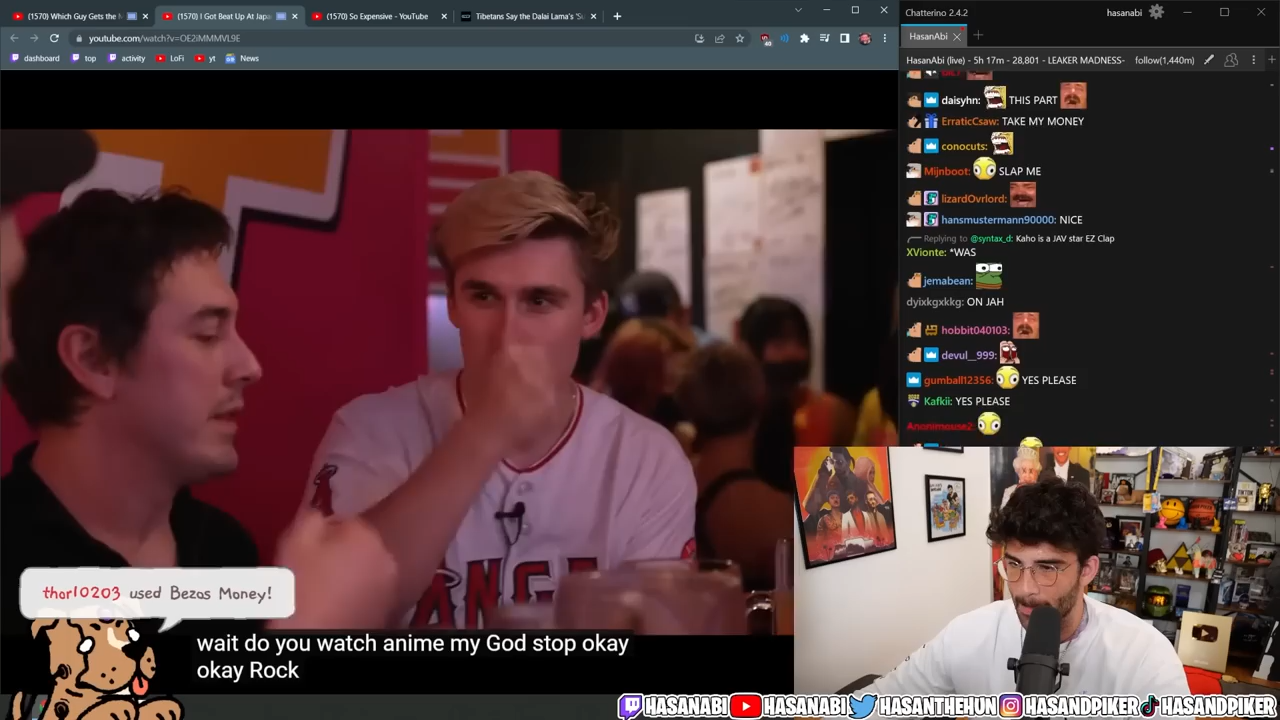 (1570) Which Guy Gets the M
(1570) I Got Beat Up At Japa
(1570) So Expensive - YouTube
Tibetans Say the Dalai Lama's 'Su
youtube.com/watch?v=OE2iMMMVL9E
dashboard
top
activity
LoFi
yt
News
Chatterino 2.4.2
hasanabi
HasanAbi
HasanAbi (live) - 5h 17m - 28,801 - LEAKER MADNESS-
follow(1,440m)
daisyhn: THIS PART
ErraticCsaw: TAKE MY MONEY
conocuts:
Mijnboot: SLAP ME
lizardOvrlord:
hansmustermann90000: NICE
Replying to @syntax_d: Kaho is a JAV star EZ Clap
XVionte: *WAS
jemabean:
dyixkgxkkg: ON JAH
hobbit040103:
devul__999:
gumball12356: YES PLEASE
Kafkii: YES PLEASE
Anonimouse2:
thor10203 used Bezos Money!
wait do you watch anime my God stop okay
okay Rock
HASANABI
HASANABI
HASANTHEHUN
HASANDPIKER
HASANDPIKER